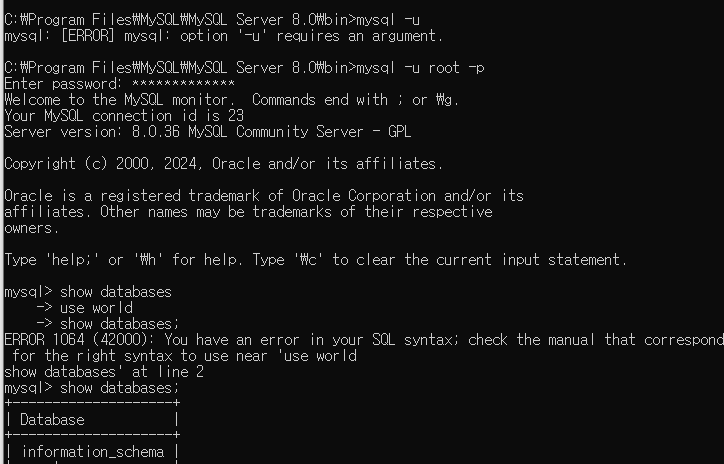 C:₩Program Files₩MySQL₩MySQL Server 8.0₩bin>mysql -u
mysql: [ERROR] mysql: option '-u' requires an argument.
C:₩Program Files₩MySQL₩MySQL Server 8.0₩bin>mysql -u root -p
Enter password: *************
Welcome to the MySQL monitor.  Commands end with ; or ₩g.
Your MySQL connection id is 23
Server version: 8.0.36 MySQL Community Server - GPL
Copyright (c) 2000, 2024, Oracle and/or its affiliates.
Oracle is a registered trademark of Oracle Corporation and/or its
affiliates. Other names may be trademarks of their respective
owners.
Type 'help;' or '₩h' for help. Type '₩c' to clear the current input statement.
mysql> show databases
    -> use world
    -> show databases;
ERROR 1064 (42000): You have an error in your SQL syntax; check the manual that correspond
 for the right syntax to use near 'use world
show databases' at line 2
mysql> show databases;
+--------------------+
| Database           |
+--------------------+
| information_schema |